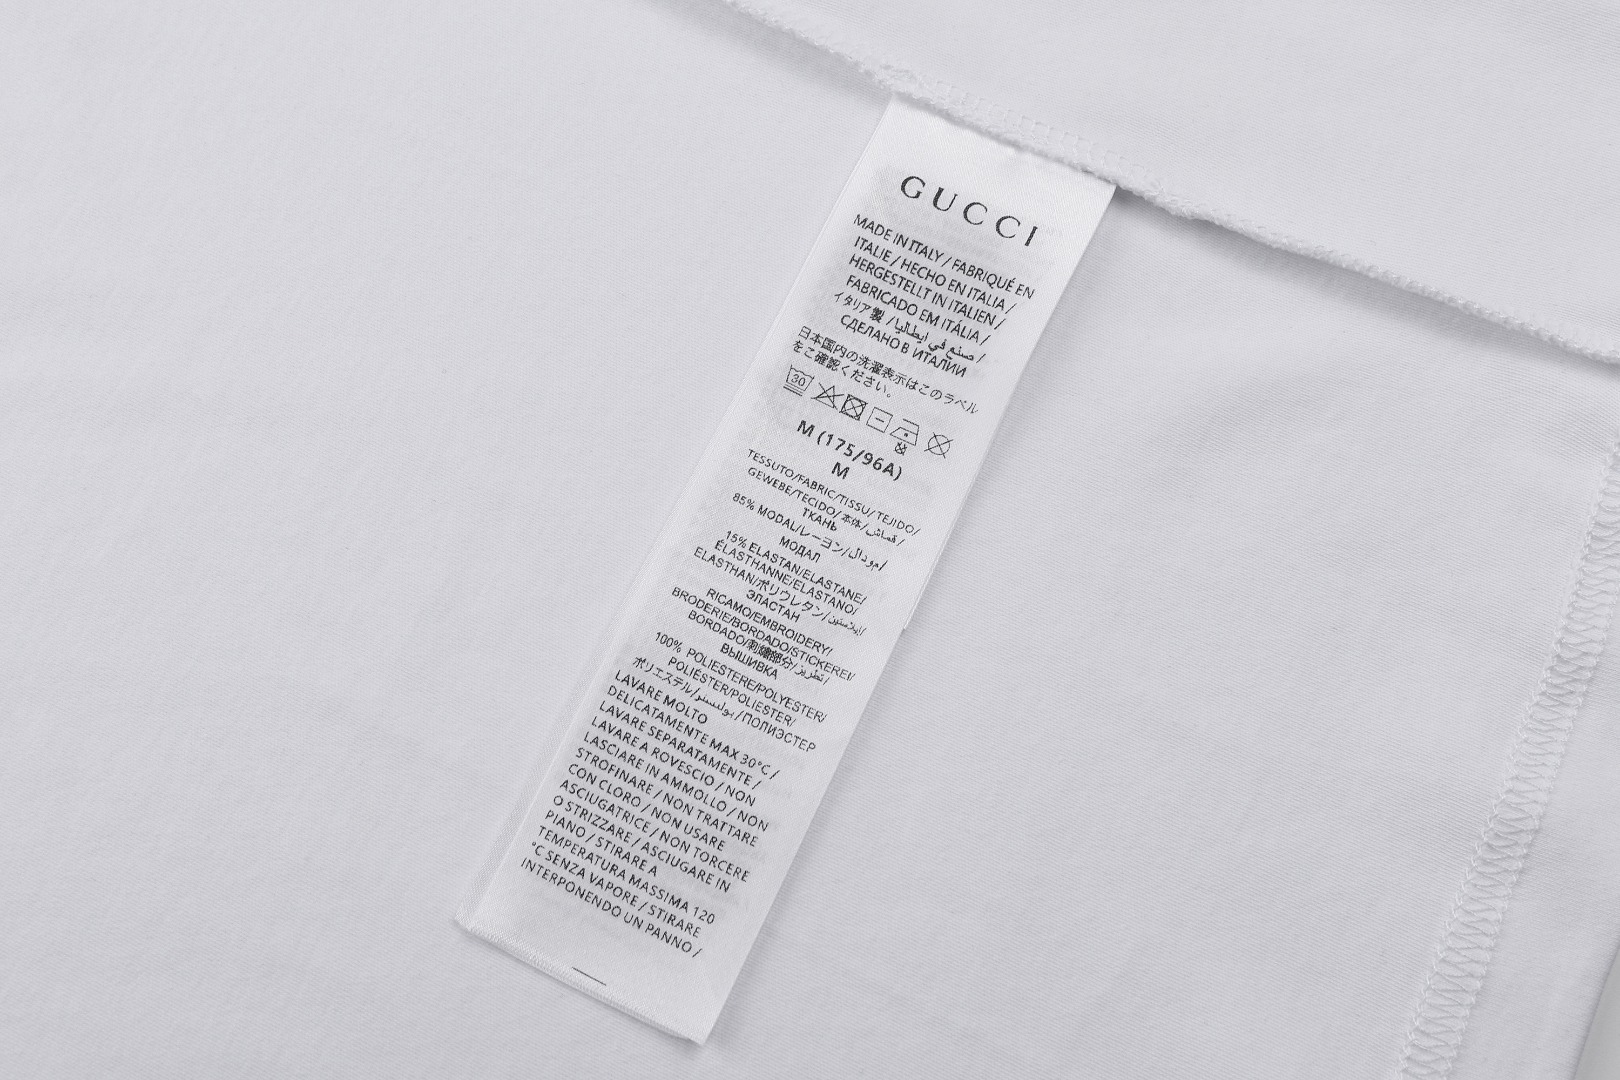 GUCCI
MADE IN ITALY / FABRIQUÉ EN
ITALIE / HECHO EN ITALIA /
HERGESTELLT IN ITALIEN /
FABRICADO EM ITÁLIA /
イタリア製 / صنع في إيطاليا /
СДЕЛАНО В ИТАЛИИ
日本国内の洗濯表示はこのラベル
をご確認ください。
30
M (175/96A)
M
TESSUTO/FABRIC/TISSU/TEJIDO/
GEWEBE/TECIDO/本体/قماش/
ТКАНЬ
85% MODAL/レーヨン/مودال/
МОДАЛ
15% ELASTAN/ELASTANE/
ÉLASTHANNE/ELASTANO/
ELASTHAN/ポリウレタン/إيلاستين/
ЭЛАСТАН
RICAMO/EMBROIDERY/
BRODERIE/BORDADO/STICKEREI/
BORDADO/刺繍部分/تطريز/
ВЫШИВКА
100% POLIESTERE/POLYESTER/
POLIÉSTER/POLIESTER/
ポリエステル/بوليستر/ПОЛИЭСТЕР
LAVARE MOLTO
DELICATAMENTE MAX 30°C /
LAVARE SEPARATAMENTE /
LAVARE A ROVESCIO / NON
LASCIARE IN AMMOLLO / NON
STROFINARE / NON TRATTARE
CON CLORO / NON USARE
ASCIUGATRICE / NON TORCERE
O STRIZZARE / ASCIUGARE IN
PIANO / STIRARE A
TEMPERATURA MASSIMA 120
°C SENZA VAPORE / STIRARE
INTERPONENDO UN PANNO /